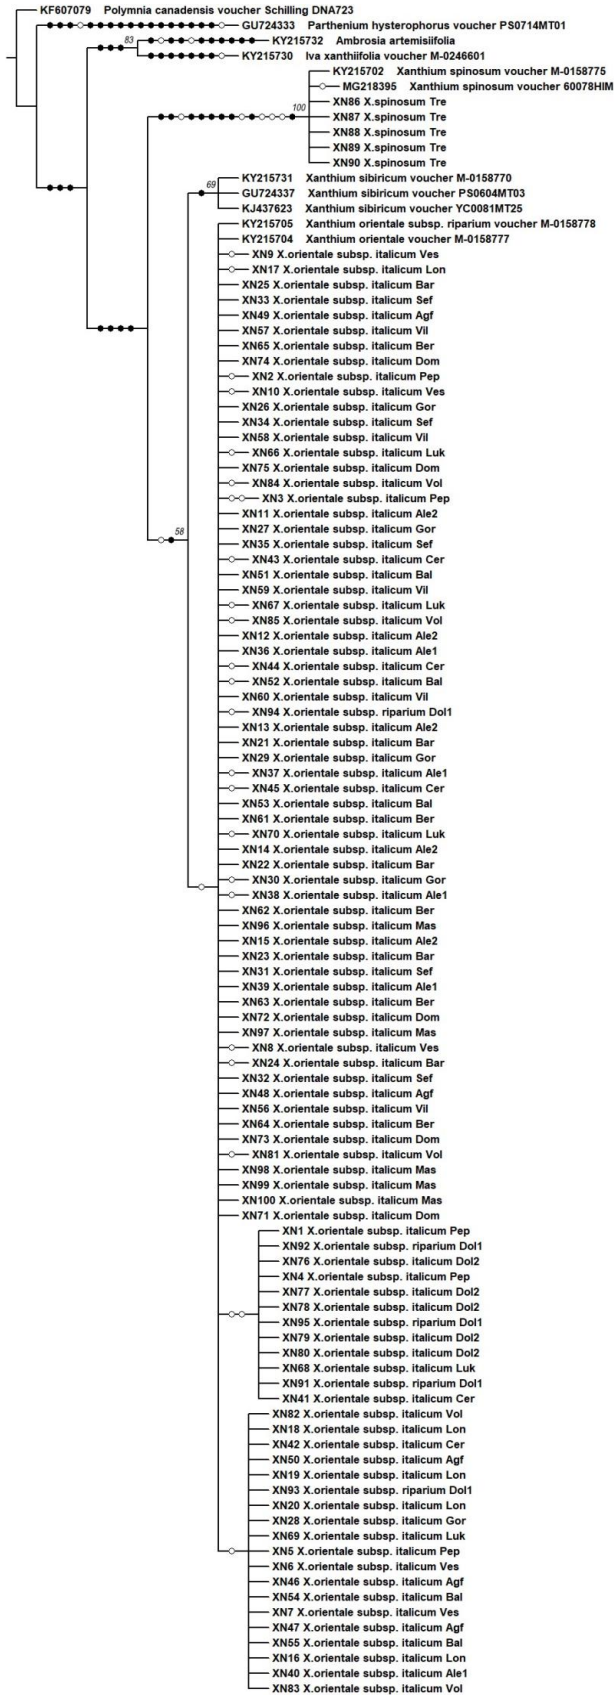 KF607079 Polymnia canadensis voucher Schilling DNA723
GU724333 Parthenium hysterophorus voucher PS0714MT01
83
KY215732 Ambrosia artemisiifolia
KY215730 Iva xanthiifolia voucher M-0246601
KY215702 Xanthium spinosum voucher M-0158775
MG218395 Xanthium spinosum voucher 60078HIM
100
XN86 X.spinosum Tre
XN87 X.spinosum Tre
XN88 X.spinosum Tre
XN89 X.spinosum Tre
XN90 X.spinosum Tre
69
KY215731 Xanthium sibiricum voucher M-0158770
GU724337 Xanthium sibiricum voucher PS0604MT03
KJ437623 Xanthium sibiricum voucher YC0081MT25
KY215705 Xanthium orientale subsp. riparium voucher M-0158778
KY215704 Xanthium orientale voucher M-0158777
XN9 X.orientale subsp. italicum Ves
XN17 X.orientale subsp. italicum Lon
XN25 X.orientale subsp. italicum Bar
XN33 X.orientale subsp. italicum Sef
XN49 X.orientale subsp. italicum Agf
XN57 X.orientale subsp. italicum Vil
XN65 X.orientale subsp. italicum Ber
XN74 X.orientale subsp. italicum Dom
XN2 X.orientale subsp. italicum Pep
XN10 X.orientale subsp. italicum Ves
XN26 X.orientale subsp. italicum Gor
XN34 X.orientale subsp. italicum Sef
XN58 X.orientale subsp. italicum Vil
XN66 X.orientale subsp. italicum Luk
XN75 X.orientale subsp. italicum Dom
XN84 X.orientale subsp. italicum Vol
XN3 X.orientale subsp. italicum Pep
XN11 X.orientale subsp. italicum Ale2
XN27 X.orientale subsp. italicum Gor
58
XN35 X.orientale subsp. italicum Sef
XN43 X.orientale subsp. italicum Cer
XN51 X.orientale subsp. italicum Bal
XN59 X.orientale subsp. italicum Vil
XN67 X.orientale subsp. italicum Luk
XN85 X.orientale subsp. italicum Vol
XN12 X.orientale subsp. italicum Ale2
XN36 X.orientale subsp. italicum Ale1
XN44 X.orientale subsp. italicum Cer
XN52 X.orientale subsp. italicum Bal
XN60 X.orientale subsp. italicum Vil
XN94 X.orientale subsp. riparium Dol1
XN13 X.orientale subsp. italicum Ale2
XN21 X.orientale subsp. italicum Bar
XN29 X.orientale subsp. italicum Gor
XN37 X.orientale subsp. italicum Ale1
XN45 X.orientale subsp. italicum Cer
XN53 X.orientale subsp. italicum Bal
XN61 X.orientale subsp. italicum Ber
XN70 X.orientale subsp. italicum Luk
XN14 X.orientale subsp. italicum Ale2
XN22 X.orientale subsp. italicum Bar
XN30 X.orientale subsp. italicum Gor
XN38 X.orientale subsp. italicum Ale1
XN62 X.orientale subsp. italicum Ber
XN96 X.orientale subsp. italicum Mas
XN15 X.orientale subsp. italicum Ale2
XN23 X.orientale subsp. italicum Bar
XN31 X.orientale subsp. italicum Sef
XN39 X.orientale subsp. italicum Ale1
XN63 X.orientale subsp. italicum Ber
XN72 X.orientale subsp. italicum Dom
XN97 X.orientale subsp. italicum Mas
XN8 X.orientale subsp. italicum Ves
XN24 X.orientale subsp. italicum Bar
XN32 X.orientale subsp. italicum Sef
XN48 X.orientale subsp. italicum Agf
XN56 X.orientale subsp. italicum Vil
XN64 X.orientale subsp. italicum Ber
XN73 X.orientale subsp. italicum Dom
XN81 X.orientale subsp. italicum Vol
XN98 X.orientale subsp. italicum Mas
XN99 X.orientale subsp. italicum Mas
XN100 X.orientale subsp. italicum Mas
XN71 X.orientale subsp. italicum Dom
XN1 X.orientale subsp. italicum Pep
XN92 X.orientale subsp. riparium Dol1
XN76 X.orientale subsp. italicum Dol2
XN4 X.orientale subsp. italicum Pep
XN77 X.orientale subsp. italicum Dol2
XN78 X.orientale subsp. italicum Dol2
XN95 X.orientale subsp. riparium Dol1
XN79 X.orientale subsp. italicum Dol2
XN80 X.orientale subsp. italicum Dol2
XN68 X.orientale subsp. italicum Luk
XN91 X.orientale subsp. riparium Dol1
XN41 X.orientale subsp. italicum Cer
XN82 X.orientale subsp. italicum Vol
XN18 X.orientale subsp. italicum Lon
XN42 X.orientale subsp. italicum Cer
XN50 X.orientale subsp. italicum Agf
XN19 X.orientale subsp. italicum Lon
XN93 X.orientale subsp. riparium Dol1
XN20 X.orientale subsp. italicum Lon
XN28 X.orientale subsp. italicum Gor
XN69 X.orientale subsp. italicum Luk
XN5 X.orientale subsp. italicum Pep
XN6 X.orientale subsp. italicum Ves
XN46 X.orientale subsp. italicum Agf
XN54 X.orientale subsp. italicum Bal
XN7 X.orientale subsp. italicum Ves
XN47 X.orientale subsp. italicum Agf
XN55 X.orientale subsp. italicum Bal
XN16 X.orientale subsp. italicum Lon
XN40 X.orientale subsp. italicum Ale1
XN83 X.orientale subsp. italicum Vol